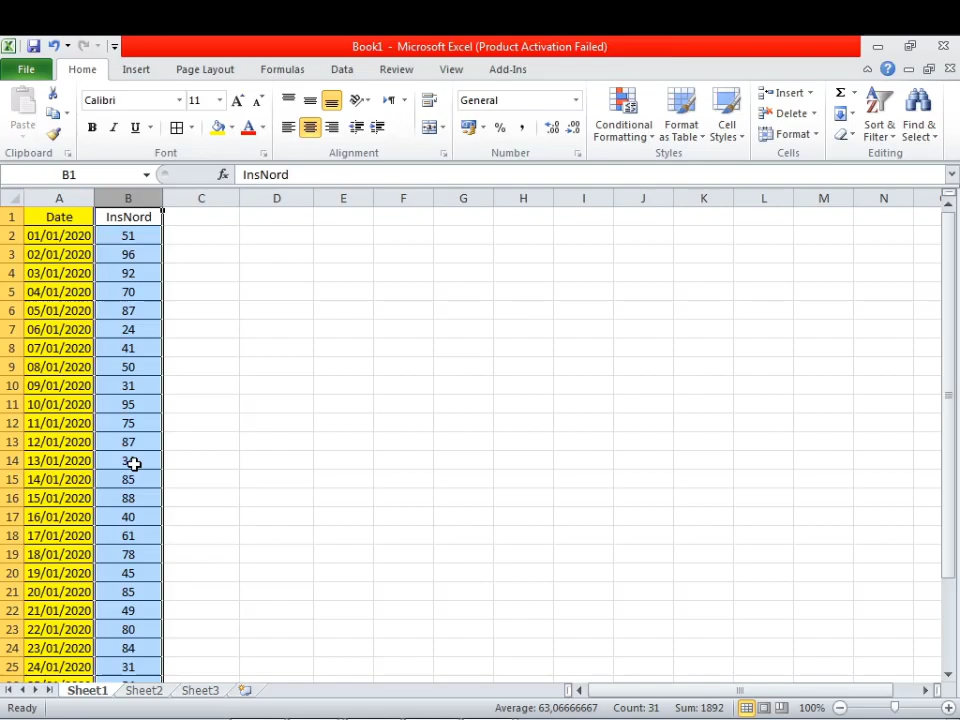 Book1 - Microsoft Excel (Product Activation Failed)
File Home Insert Page Layout Formulas Data Review View Add-Ins
Paste
Calibri 11
General
Conditional Formatting
Format as Table
Cell Styles
Insert
Delete
Format
Sort & Filter
Find & Select
Clipboard Font Alignment Number Styles Cells Editing
B1 fx InsNord
A B C D E F G H I J K L M N
1 Date InsNord
2 01/01/2020 51
3 02/01/2020 96
4 03/01/2020 92
5 04/01/2020 70
6 05/01/2020 87
7 06/01/2020 24
8 07/01/2020 41
9 08/01/2020 50
10 09/01/2020 31
11 10/01/2020 95
12 11/01/2020 75
13 12/01/2020 87
14 13/01/2020
15 14/01/2020 85
16 15/01/2020 88
17 16/01/2020 40
18 17/01/2020 61
19 18/01/2020 78
20 19/01/2020 45
21 20/01/2020 85
22 21/01/2020 49
23 22/01/2020 80
24 23/01/2020 84
25 24/01/2020 31
Sheet1 Sheet2 Sheet3
Ready Average: 63,06666667 Count: 31 Sum: 1892 100%